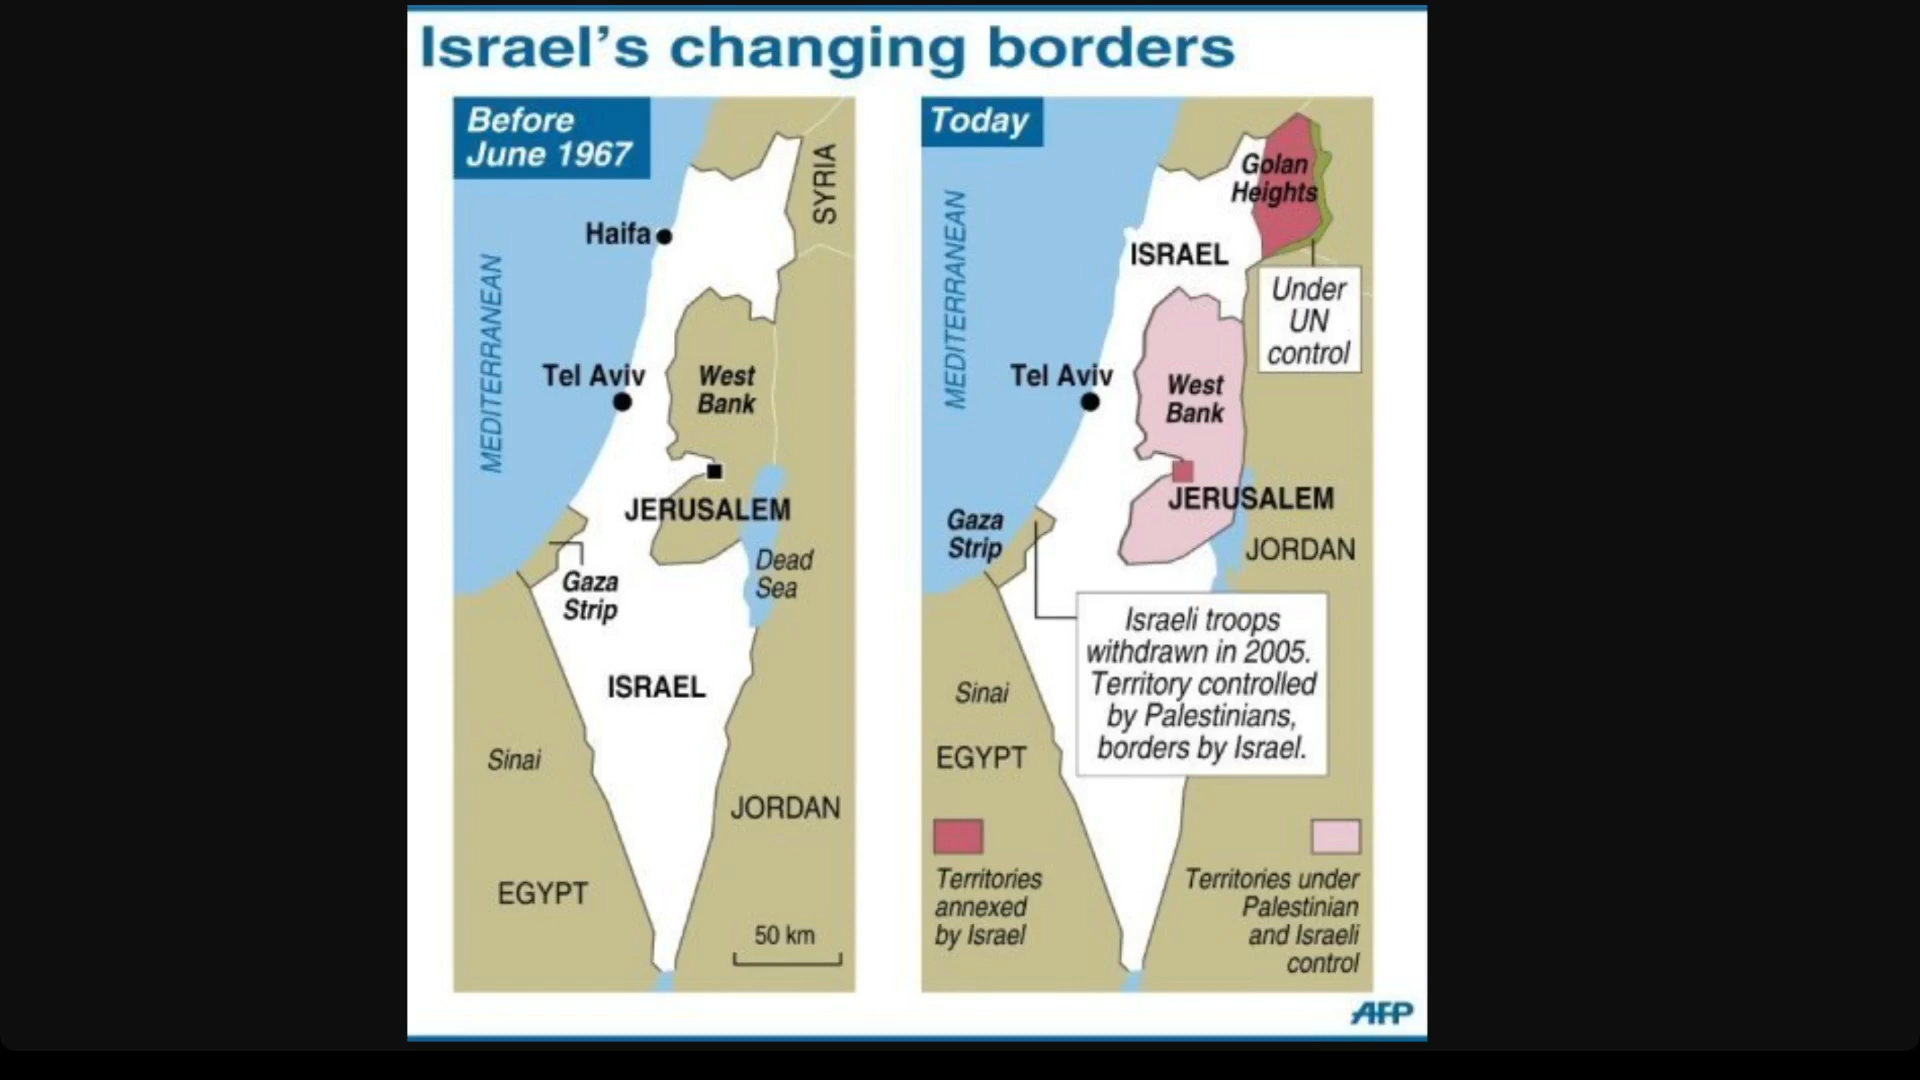 Israel's changing borders
Before
June 1967
SYRIA
Haifa
MEDITERRANEAN
Tel Aviv
West
Bank
JERUSALEM
Dead
Sea
Gaza
Strip
ISRAEL
Sinai
JORDAN
EGYPT
50 km
Today
Golan
Heights
MEDITERRANEAN
ISRAEL
Under
UN
control
Tel Aviv
West
Bank
JERUSALEM
Gaza
Strip
JORDAN
Israeli troops
withdrawn in 2005.
Territory controlled
by Palestinians,
borders by Israel.
Sinai
EGYPT
Territories
annexed
by Israel
Territories under
Palestinian
and Israeli
control
AFP